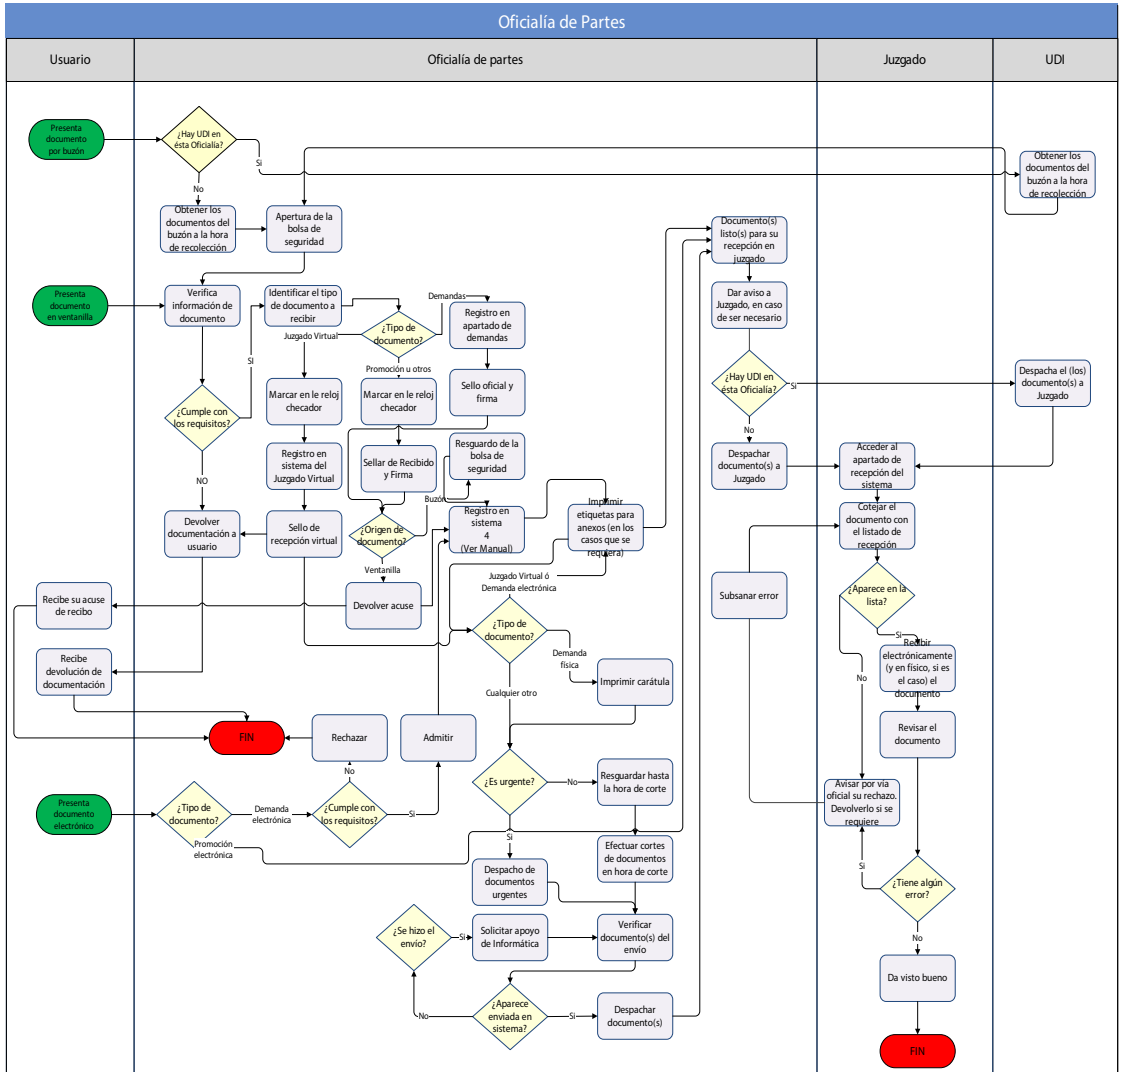 Oficialía de Partes
Usuario
Oficialía de partes
Juzgado
UDI
Presenta
documento
por buzón
¿Hay UDI en
ésta Oficialía?
Si
No
Obtener los
documentos del
buzón a la hora
de recolección
Obtener los
documentos del
buzón a la hora
de recolección
Apertura de la
bolsa de
seguridad
Documento(s)
listo(s) para su
recepción en
juzgado
Presenta
documento
en ventanilla
Verifica
información de
documento
Identificar el tipo
de documento a
recibir
Demandas
¿Tipo de
documento?
Registro en
apartado de
demandas
Dar aviso a
Juzgado, en caso
de ser necesario
Juzgado Virtual
SI
Promoción u otros
¿Cumple con
los requisitos?
Marcar en le reloj
checador
Marcar en le reloj
checador
Sello oficial y
firma
¿Hay UDI en
ésta Oficialía?
Si
Despacha el (los)
documento(s) a
Juzgado
No
Registro en
sistema del
Juzgado Virtual
Sellar de Recibido
y Firma
Resguardo de la
bolsa de
seguridad
Despachar
documento(s) a
Juzgado
Acceder al
apartado de
recepción del
sistema
NO
Buzón
Devolver
documentación a
usuario
Sello de
recepción virtual
¿Origen de
documento?
Registro en
sistema
4
(Ver Manual)
Imprimir
etiquetas para
anexos (en los
casos que se
requiera)
Cotejar el
documento con
el listado de
recepción
Ventanilla
Juzgado Virtual ó
Demanda electrónica
Recibe su acuse
de recibo
Devolver acuse
Subsanar error
¿Aparece en la
lista?
¿Tipo de
documento?
Si
Recibe
devolución de
documentación
Demanda
física
Recibir
electrónicamente
(y en físico, si es
el caso) el
documento
No
Cualquier otro
Imprimir carátula
FIN
Rechazar
Admitir
Revisar el
documento
No
¿Es urgente?
No
Resguardar hasta
la hora de corte
Avisar por vía
oficial su rechazo.
Devolverlo si se
requiere
Presenta
documento
electrónico
¿Tipo de
documento?
Demanda
electrónica
¿Cumple con
los requisitos?
Si
Promoción
electrónica
Si
Efectuar cortes
de documentos
en hora de corte
Si
Despacho de
documentos
urgentes
¿Tiene algún
error?
¿Se hizo el
envío?
Si
Solicitar apoyo
de Informática
Verificar
documento(s) del
envío
No
Da visto bueno
No
¿Aparece
enviada en
sistema?
Si
Despachar
documento(s)
FIN